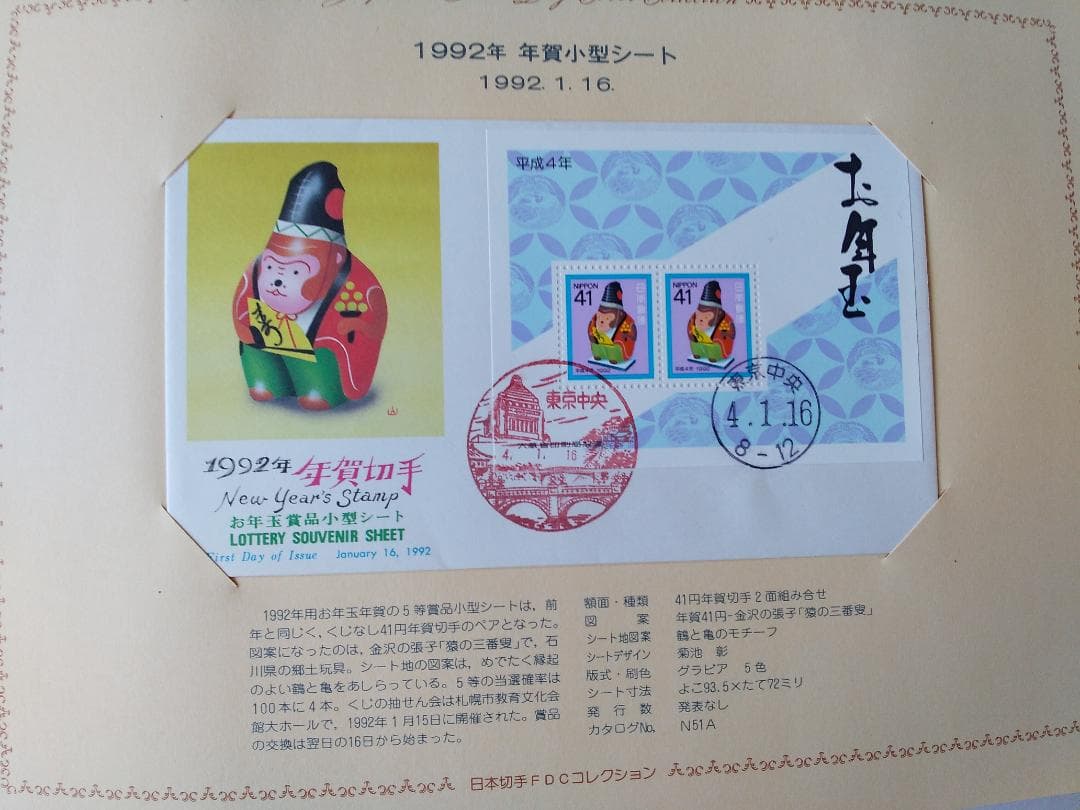 1992年 年賀小型シート
1992. 1. 16.
平成4年
お年玉
NIPPON
41
日本郵便
平成4年 1992
NIPPON
41
日本郵便
平成4年 1992
東京中央
4. 1. 16
東京中央
4.1.16
8-12
寿
1992年 年賀切手
New Year's Stamp
お年玉賞品小型シート
LOTTERY SOUVENIR SHEET
First Day of Issue January 16, 1992
1992年用お年玉年賀の5等賞品小型シートは，前
年と同じく，くじなし41円年賀切手のペアとなった。
図案になったのは，金沢の張子「猿の三番叟」で，石
川県の郷土玩具。シート地の図案は，めでたく縁起
のよい鶴と亀をあしらっている。5等の当選確率は
100本に4本。くじの抽せん会は札幌市教育文化会
館大ホールで，1992年1月15日に開催された。賞品
の交換は翌日の16日から始まった。
額面・種類 41円年賀切手2面組み合せ
図案 年賀41円-金沢の張子「猿の三番叟」
シート地図案 鶴と亀のモチーフ
シートデザイン 菊池 彰
版式・刷色 グラビア 5色
シート寸法 よこ93.5×たて72ミリ
発行数 発表なし
カタログNo. N51A
日本切手FDCコレクション